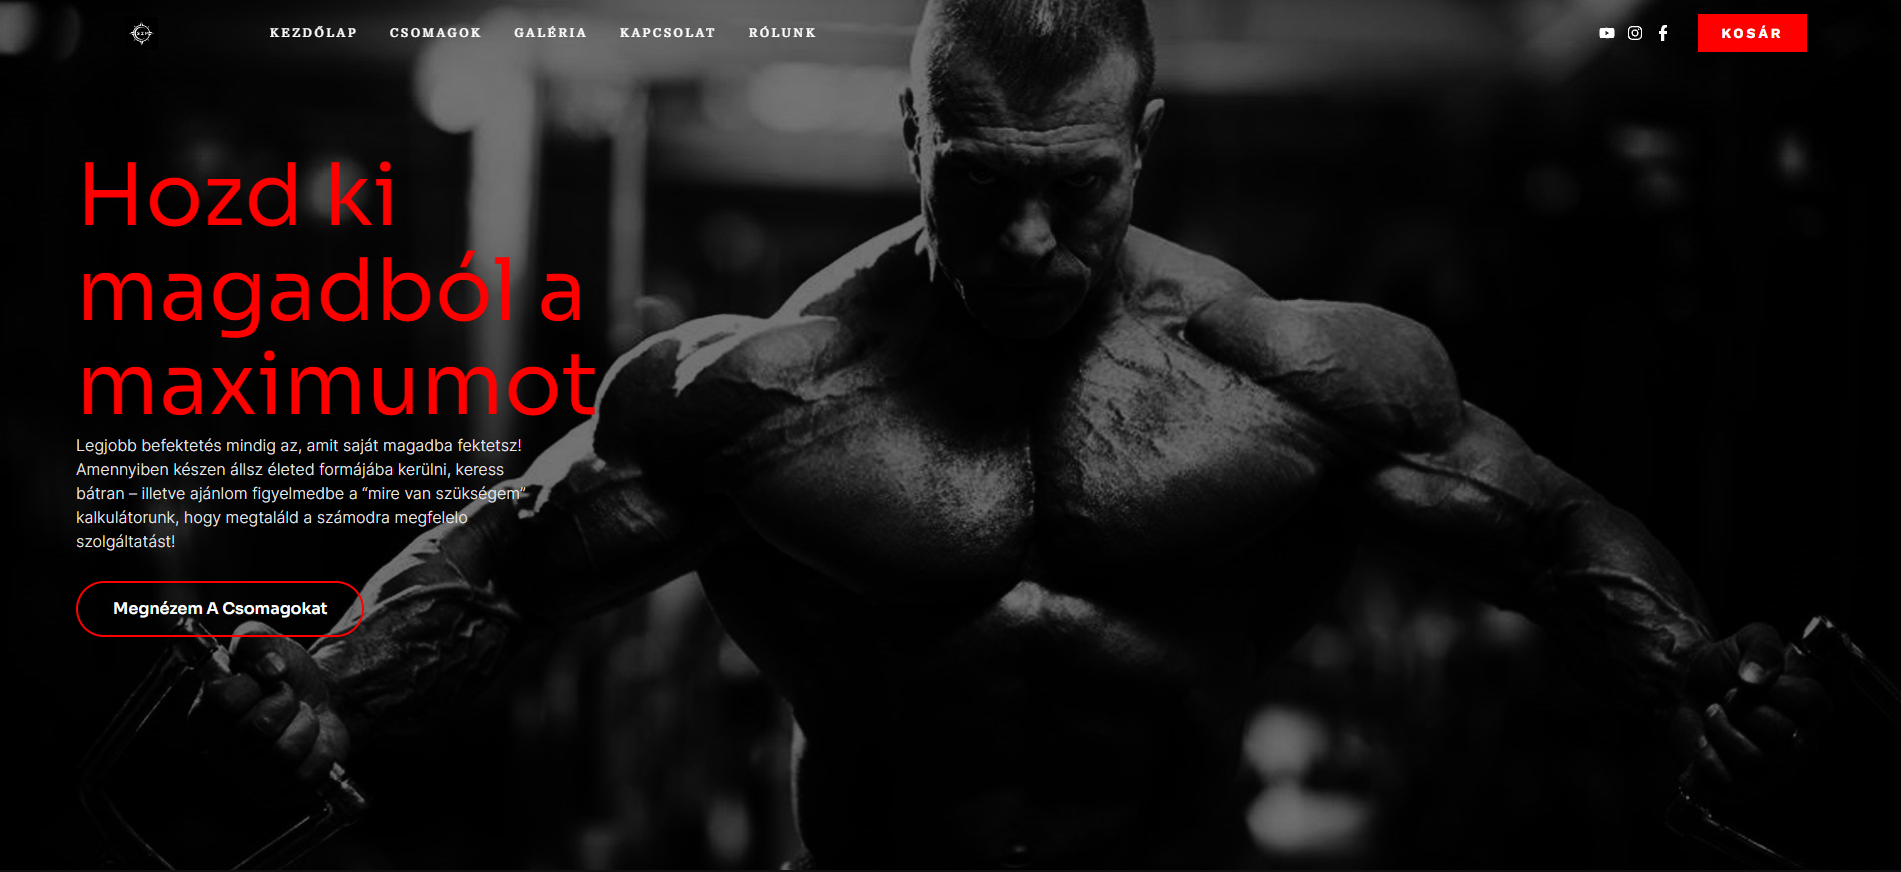 KEZDŐLAP CSOMAGOK GALÉRIA KAPCSOLAT RÓLUNK KOSÁR
Hozd ki
magadból a
maximumot
Legjobb befektetés mindig az, amit saját magadba fektetsz!
Amennyiben készen állsz életed formájába kerülni, keress
bátran – illetve ajánlom figyelmedbe a “mire van szükségem”
kalkulátorunk, hogy megtaláld a számodra megfelelo
szolgáltatást!
Megnézem A Csomagokat